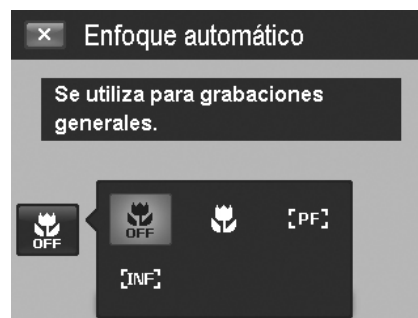 Enfoque automático
Se utiliza para grabaciones
generales.
OFF
OFF
[PF]
[INF]